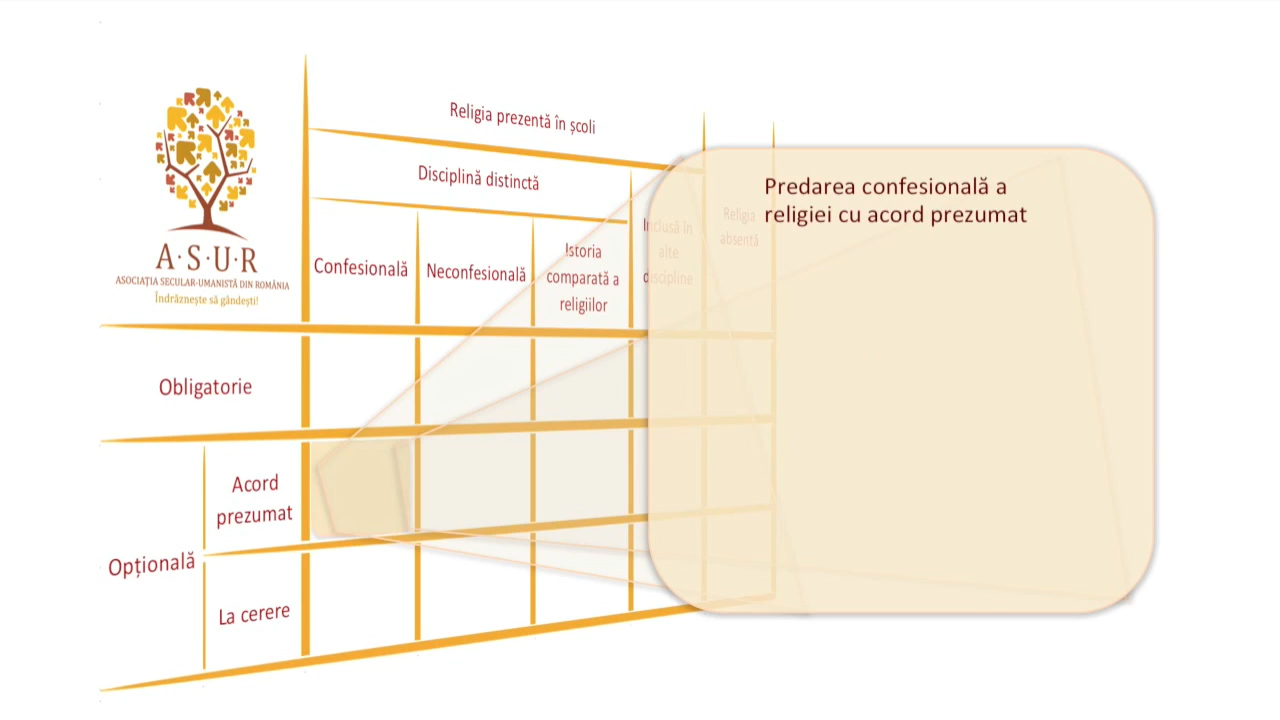 Religia prezentă în școli
Disciplină distinctă
Predarea confesională a
religiei cu acord prezumat
Confesională
Neconfesională
Istoria
comparată a
religiilor
Inclusă în
alte
discipline
Religia
absentă
A·S·U·R
ASOCIAȚIA SECULAR-UMANISTĂ DIN ROMÂNIA
Îndrăznește să gândești!
Obligatorie
Opțională
Acord
prezumat
La cerere